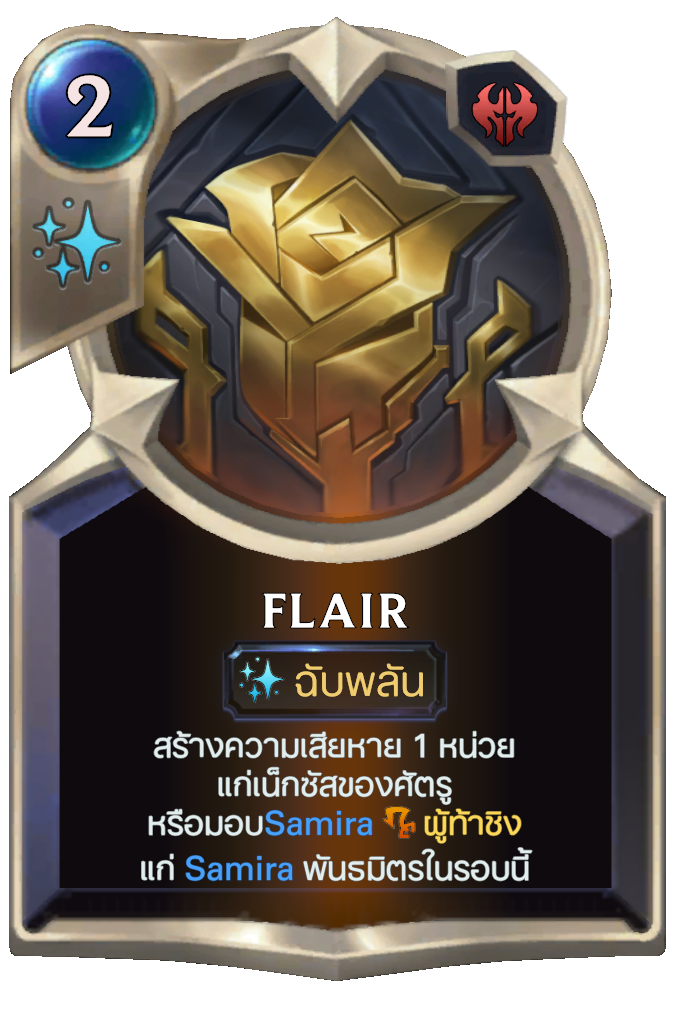 2
FLAIR
ฉับพลัน
สร้างความเสียหาย 1 หน่วย
แก่เน็กซัสของศัตรู
หรือมอบSamira ผู้ท้าชิง
แก่ Samira พันธมิตรในรอบนี้